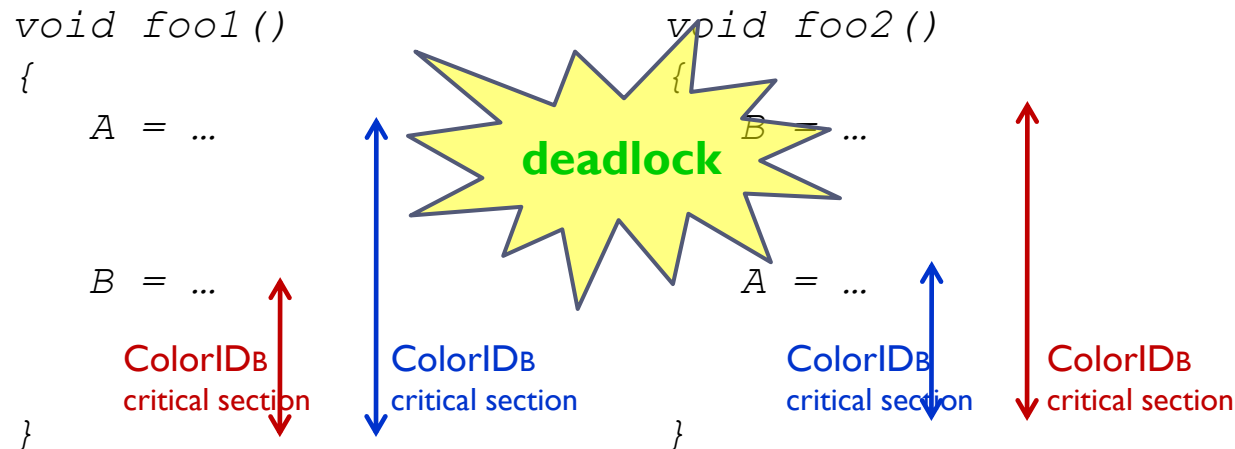 void foo1()
{
A = …
B = …
ColorIDB
critical section
ColorIDB
critical section
}
deadlock
void foo2()
{
B = …
A = …
ColorIDB
critical section
ColorIDB
critical section
}